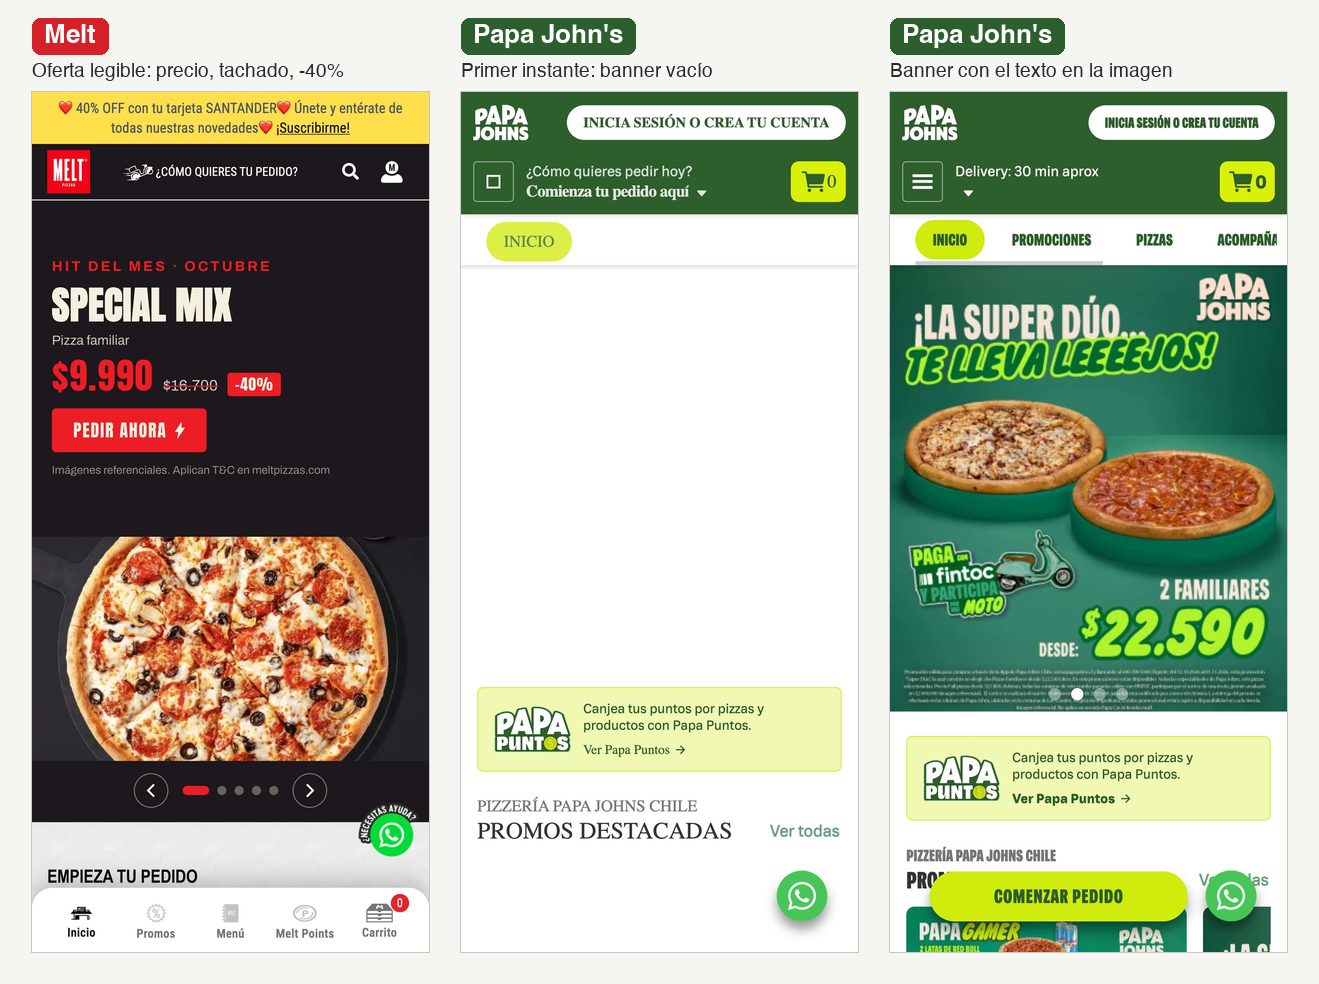 Melt
Oferta legible: precio, tachado, -40%
❤️ 40% OFF con tu tarjeta SANTANDER❤️ Únete y entérate de
todas nuestras novedades❤️ ¡Suscribirme!
MELT
PIZZAS
¿CÓMO QUIERES TU PEDIDO?
M
HIT DEL MES · OCTUBRE
SPECIAL MIX
Pizza familiar
$9.990 $16.700 -40%
PEDIR AHORA
Imágenes referenciales. Aplican T&C en meltpizzas.com
¿NECESITAS AYUDA?
EMPIEZA TU PEDIDO
0
Inicio Promos Menú Melt Points Carrito
Papa John's
Primer instante: banner vacío
PAPA
JOHNS
INICIA SESIÓN O CREA TU CUENTA
¿Cómo quieres pedir hoy?
Comienza tu pedido aquí
0
INICIO
PAPA
PUNTOS
Canjea tus puntos por pizzas y
productos con Papa Puntos.
Ver Papa Puntos →
PIZZERÍA PAPA JOHNS CHILE
PROMOS DESTACADAS
Ver todas
Papa John's
Banner con el texto en la imagen
PAPA
JOHNS
INICIA SESIÓN O CREA TU CUENTA
Delivery: 30 min aprox
0
INICIO PROMOCIONES PIZZAS ACOMPAÑA
PAPA
JOHNS
¡LA SUPER DÚO...
TE LLEVA LEEEEJOS!
PAGA CON
fintoc
Y PARTICIPA
POR UNA MOTO
2 FAMILIARES
DESDE: $22.590
PAPA
PUNTOS
Canjea tus puntos por pizzas y
productos con Papa Puntos.
Ver Papa Puntos →
PIZZERÍA PAPA JOHNS CHILE
COMENZAR PEDIDO
PAPA GAMER
2 LATAS DE RED BULL
PAPA
JOHNS